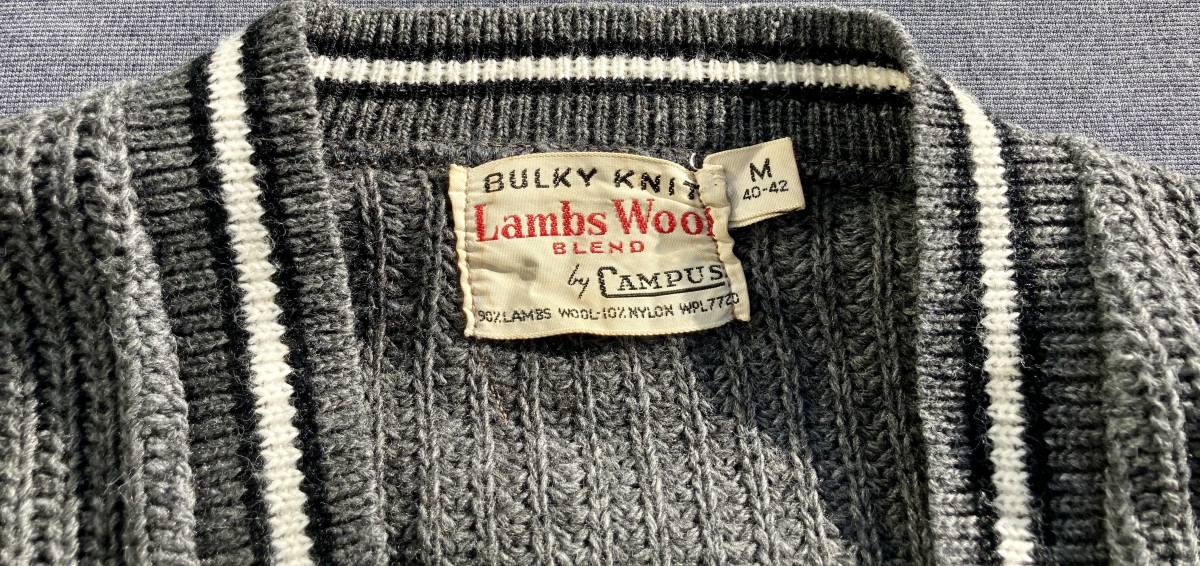 BULKY KNIT
Lambs Wool
BLEND
by CAMPUS
90% LAMBS WOOL-10% NYLON WPL7720
M
40-42